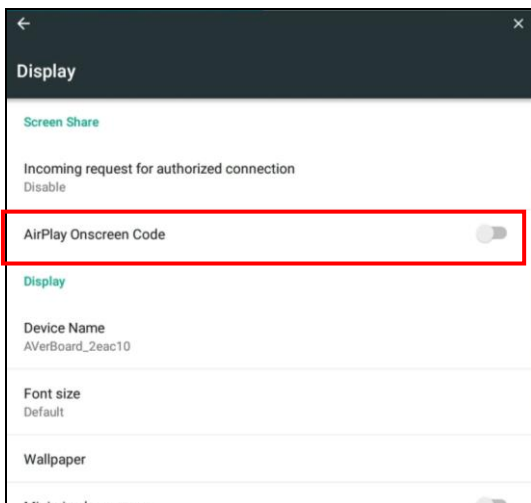 Display
Screen Share
Incoming request for authorized connection
Disable
AirPlay Onscreen Code
Display
Device Name
AVerBoard_2eac10
Font size
Default
Wallpaper